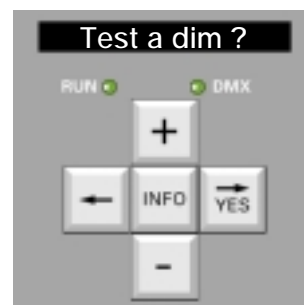 Test a dim ?
RUN DMX
+
← INFO → YES
-